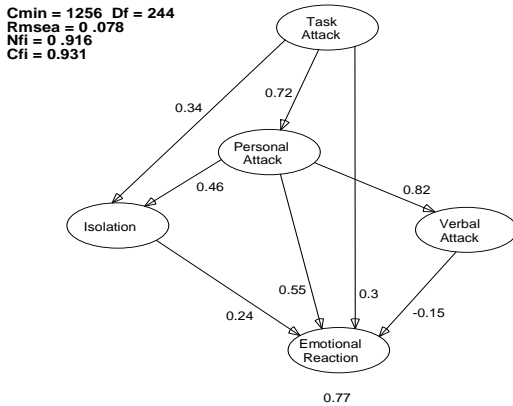 Cmin = 1256 Df = 244
Rmsea = 0 .078
Nfi = 0 .916
Cfi = 0.931
Task
Attack
0.34
0.72
Personal
Attack
0.46
0.82
Isolation
Verbal
Attack
0.55
0.3
0.24
-0.15
Emotional
Reaction
0.77